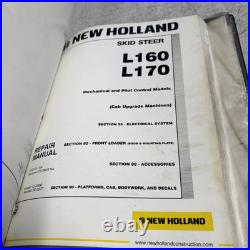 NEW HOLLAND
SKID STEER
L160
L170
Mechanical and Pilot Control Models
(Cab Upgrade Machines)
SECTION 55 - ELECTRICAL SYSTEM
SECTION 82 - FRONT LOADER (BOOM & MOUNTING PLATE)
SECTION 88 - ACCESSORIES
SECTION 90 - PLATFORMS, CAB, BODYWORK, AND DECALS
REPAIR
MANUAL
NEW HOLLAND
www.newhollandconstruction.com